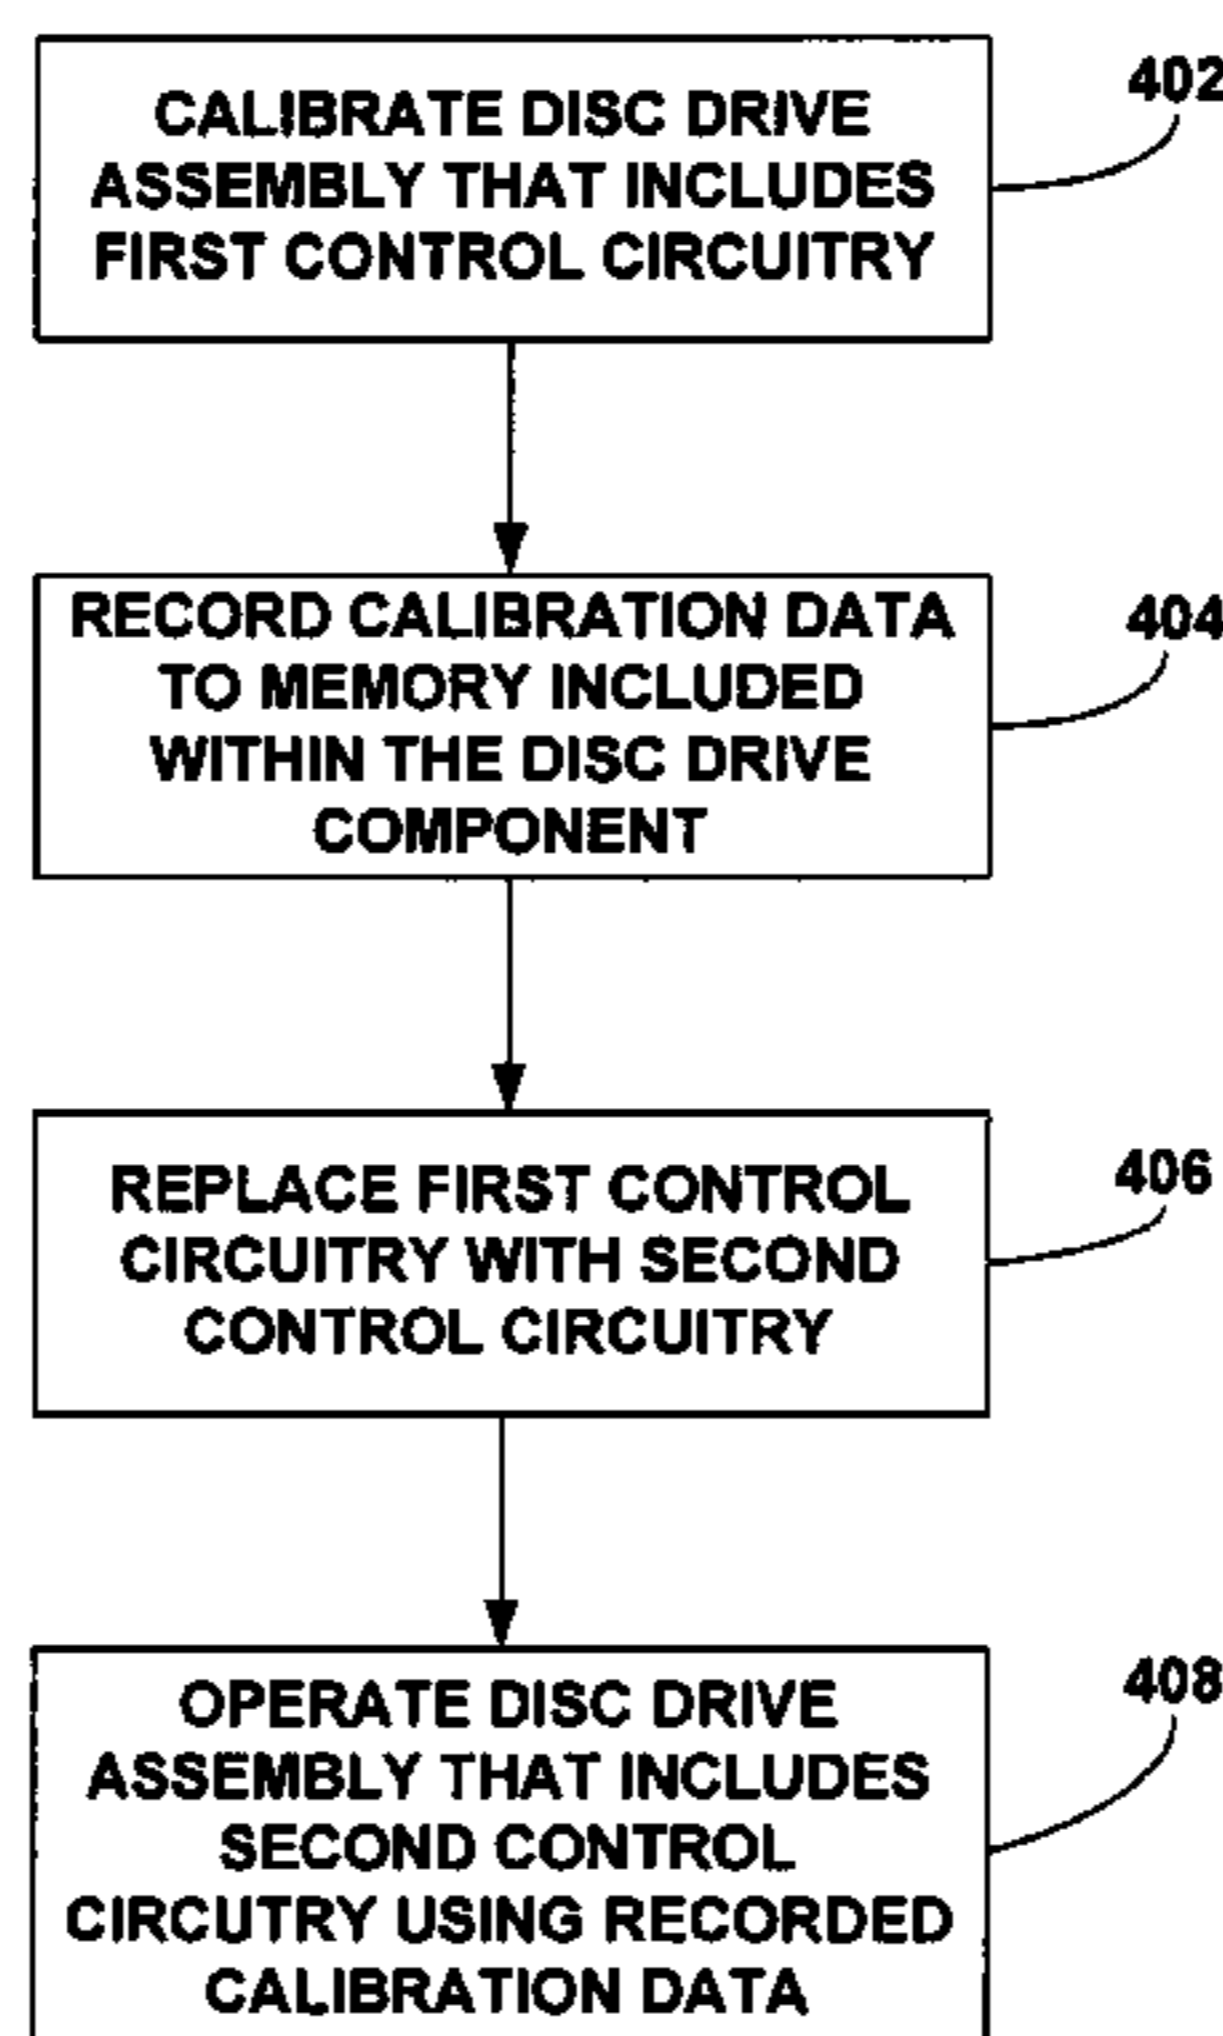 CALIBRATE DISC DRIVE
ASSEMBLY THAT INCLUDES
FIRST CONTROL CIRCUITRY
402
RECORD CALIBRATION DATA
TO MEMORY INCLUDED
WITHIN THE DISC DRIVE
COMPONENT
404
REPLACE FIRST CONTROL
CIRCUITRY WITH SECOND
CONTROL CIRCUITRY
406
OPERATE DISC DRIVE
ASSEMBLY THAT INCLUDES
SECOND CONTROL
CIRCUTRY USING RECORDED
CALIBRATION DATA
408